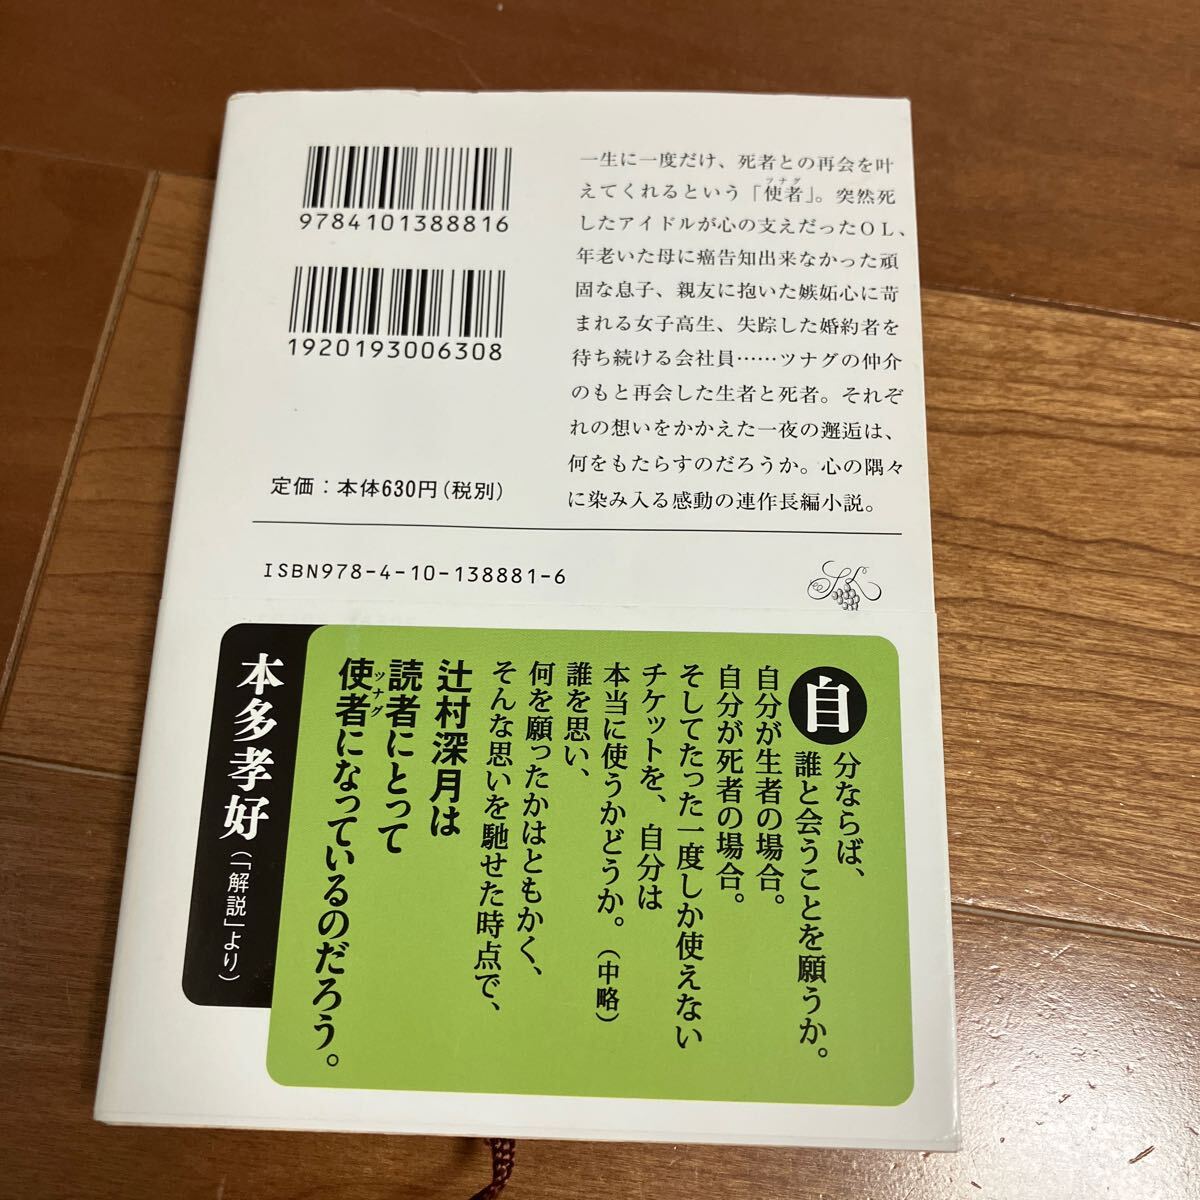 9784101388816
1920193006308
定価：本体630円（税別）
一生に一度だけ、死者との再会を叶
えてくれるという「使者」。突然死
ツナグ
したアイドルが心の支えだったＯＬ、
年老いた母に癌告知出来なかった頑
固な息子、親友に抱いた嫉妬心に苛
まれる女子高生、失踪した婚約者を
待ち続ける会社員……ツナグの仲介
のもと再会した生者と死者。それぞ
れの想いをかかえた一夜の邂逅は、
何をもたらすのだろうか。心の隅々
に染み入る感動の連作長編小説。
ISBN978-4-10-138881-6
自分ならば、
誰と会うことを願うか。
自分が生者の場合。
自分が死者の場合。
そしてたった一度しか使えない
チケットを、自分は
本当に使うかどうか。（中略）
誰を思い、
何を願ったかはともかく、
そんな思いを馳せた時点で、
辻村深月は
読者にとって
使者になっているのだろう。
ツナグ
本多孝好（「解説」より）